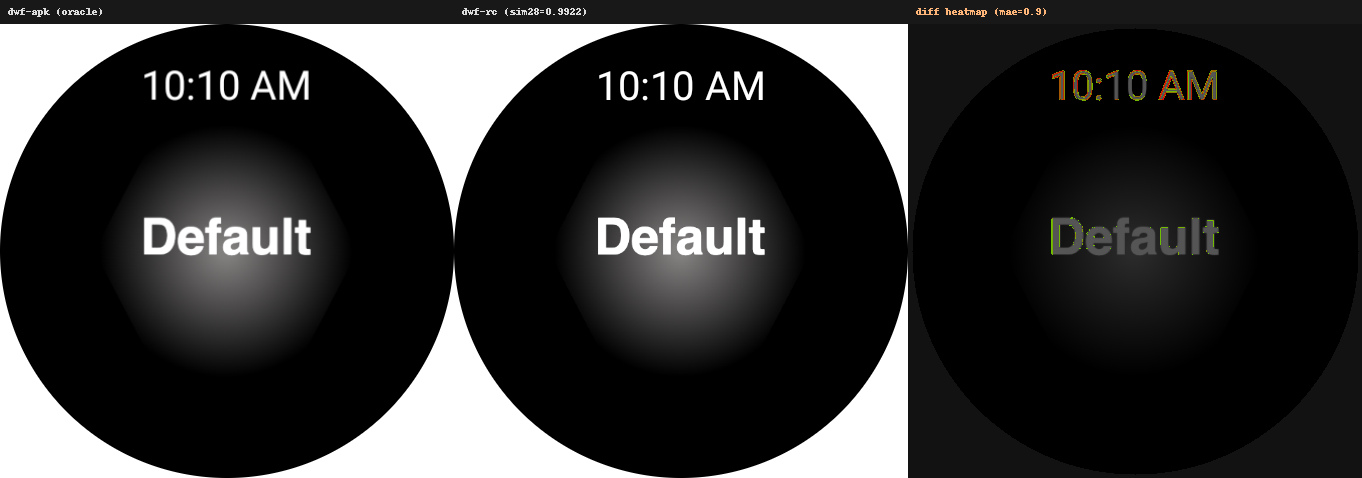 dwf-apk (oracle)
dwf-rc (sim28=0.9922)
diff heatmap (mae=0.9)
10:10 AM
10:10 AM
10:10 AM
Default
Default
Default